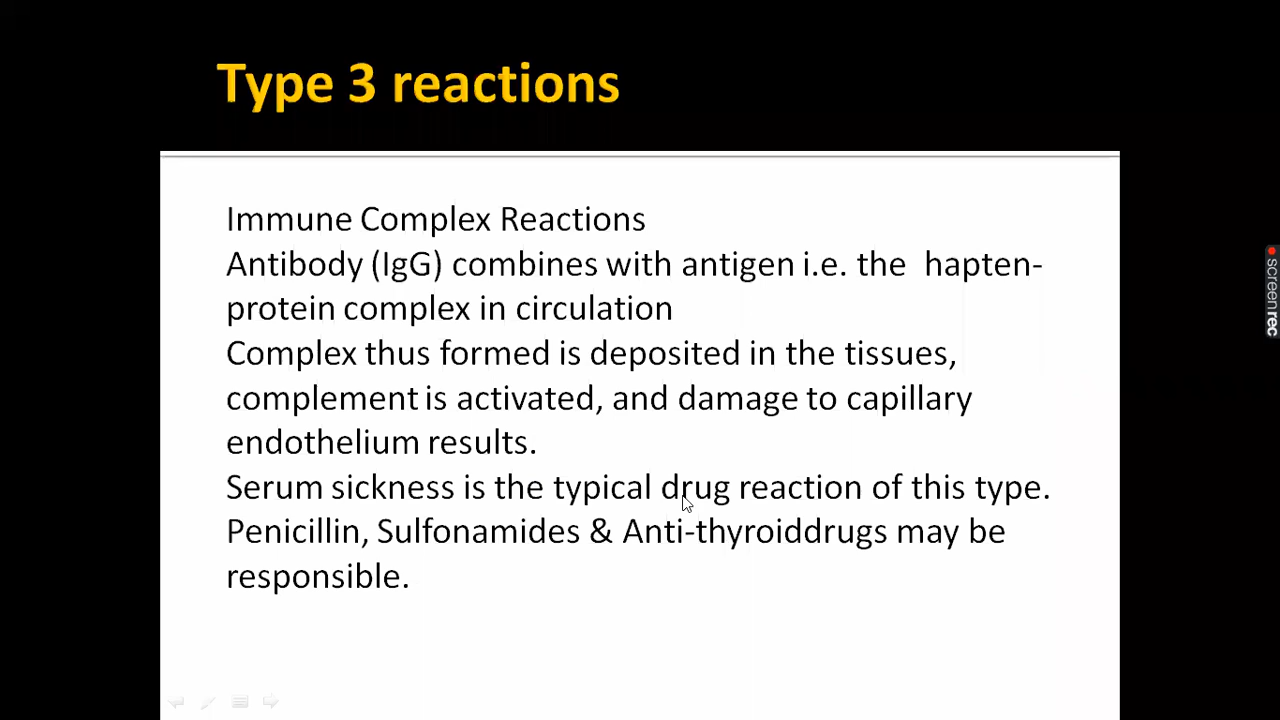 Type 3 reactions
Immune Complex Reactions
Antibody (IgG) combines with antigen i.e. the hapten-
protein complex in circulation
Complex thus formed is deposited in the tissues,
complement is activated, and damage to capillary
endothelium results.
Serum sickness is the typical drug reaction of this type.
Penicillin, Sulfonamides & Anti-thyroiddrugs may be
responsible.
screenrec